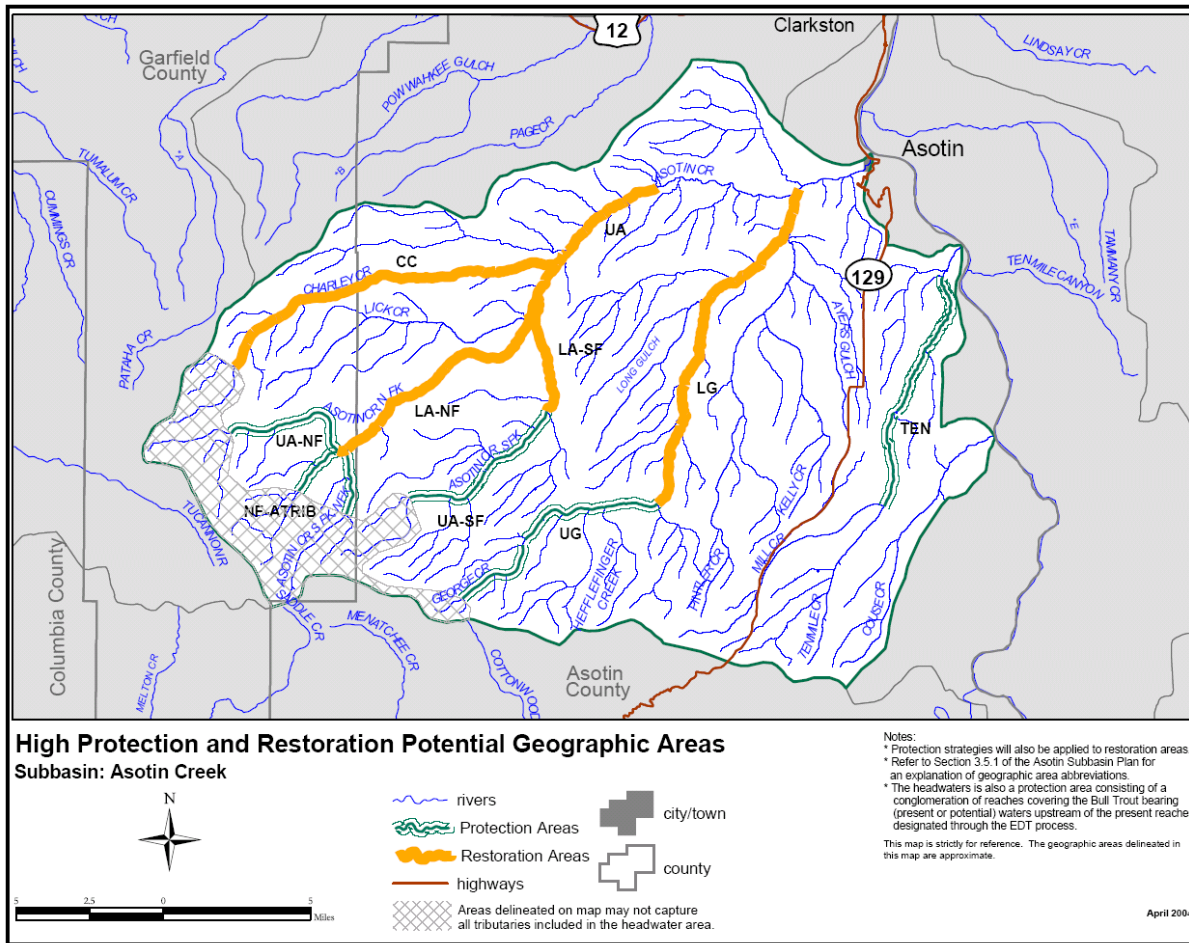 12
Clarkston
LINDSAY CR
Garfield
County
GULCH
POW WAHKEE GULCH
PAGE CR
*A
*B
TUMALUM CR
CUMMINGS CR
ASOTIN CR
Asotin
UA
*E
TAMMANY CR
TEN MILE CANYON
CC
CHARLEY CR
129
LICK CR
PATAHA CR
LA-SF
LONG GULCH
AYERS GULCH
LG
ASOTIN CR N. FK
LA-NF
UA-NF
TEN
ASOTIN CR. S FK
KELLY CR
NF-ATRIB
UA-SF
UG
TUCANNON R
MILL CR
GEORGE CR
HEFFLEFINGER
CREEK
PINTLER CR
SADDLE CR
MENATCHEE CR
TENMILE CR
COUSE CR
Columbia County
MELTON CR
COTTONWOOD
Asotin
County
High Protection and Restoration Potential Geographic Areas
Subbasin: Asotin Creek
N
rivers
Protection Areas
Restoration Areas
highways
Areas delineated on map may not capture
all tributaries included in the headwater area.
city/town
county
5 2.5 0 5
Miles
Notes:
* Protection strategies will also be applied to restoration areas
* Refer to Section 3.5.1 of the Asotin Subbasin Plan for
an explanation of geographic area abbreviations.
* The headwaters is also a protection area consisting of a
conglomeration of reaches covering the Bull Trout bearing
(present or potential) waters upstream of the present reache
designated through the EDT process.
This map is strictly for reference. The geographic areas delineated in
this map are approximate.
April 2004